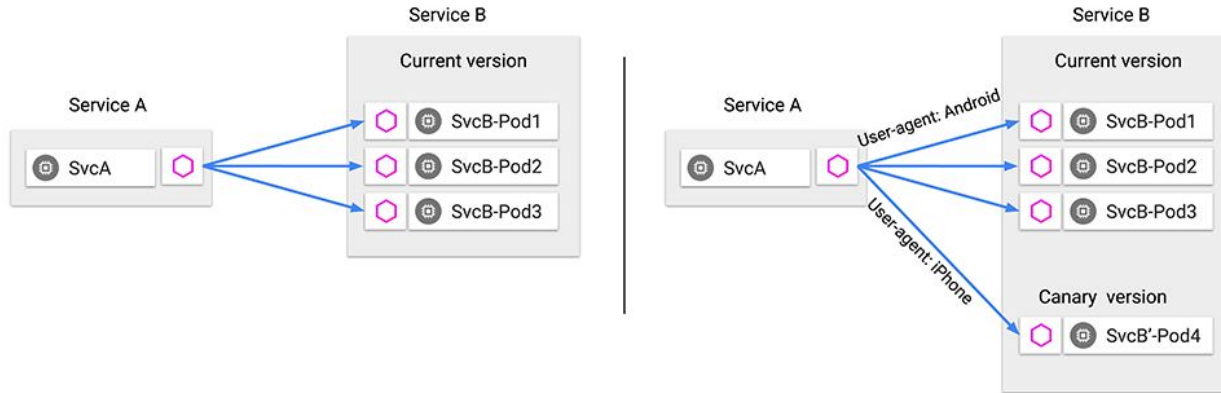 Service B
Current version
Service A
SvcB-Pod1
SvcA
SvcB-Pod2
SvcB-Pod3
Service B
Current version
Service A
User-agent: Android
SvcB-Pod1
SvcA
SvcB-Pod2
SvcB-Pod3
User-agent: iPhone
Canary version
SvcB'-Pod4